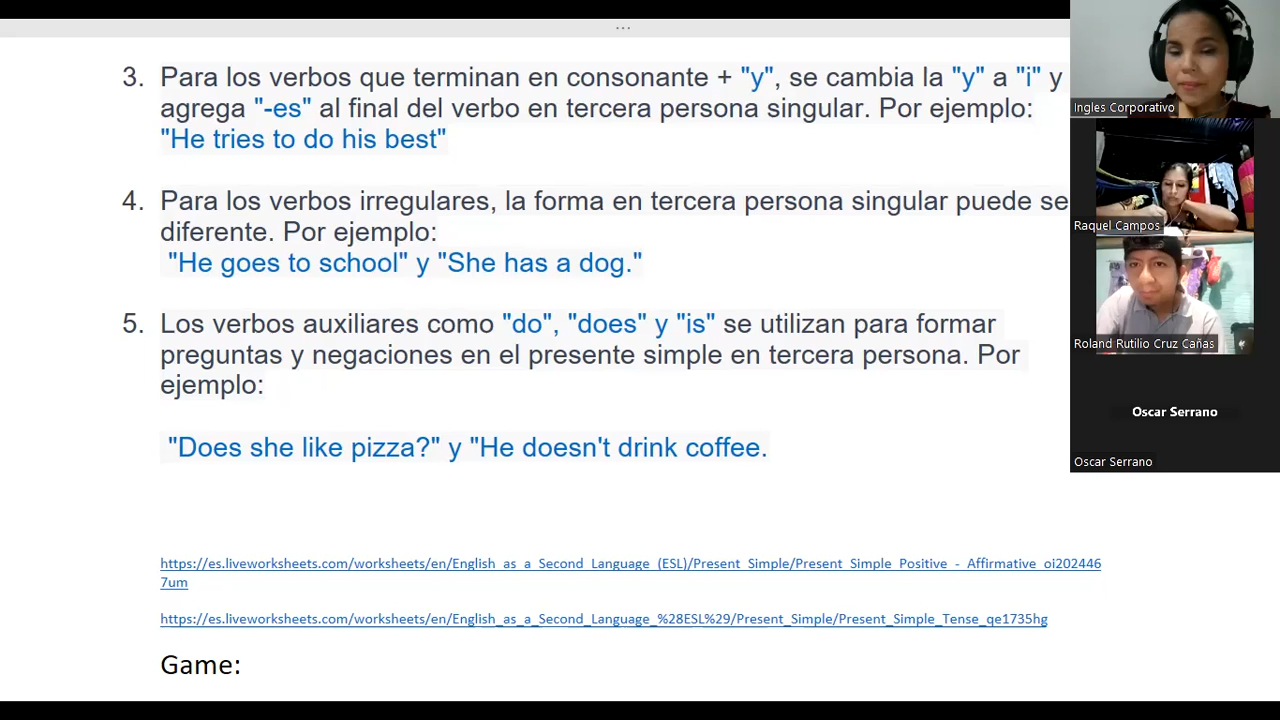 ...
3. Para los verbos que terminan en consonante + "y", se cambia la "y" a "i" y
agrega "-es" al final del verbo en tercera persona singular. Por ejemplo:
"He tries to do his best"
4. Para los verbos irregulares, la forma en tercera persona singular puede se
diferente. Por ejemplo:
"He goes to school" y "She has a dog."
5. Los verbos auxiliares como "do", "does" y "is" se utilizan para formar
preguntas y negaciones en el presente simple en tercera persona. Por
ejemplo:
"Does she like pizza?" y "He doesn't drink coffee.
https://es.liveworksheets.com/worksheets/en/English_as_a_Second_Language_(ESL)/Present_Simple/Present_Simple_Positive_-_Affirmative_oi202446
7um
https://es.liveworksheets.com/worksheets/en/English_as_a_Second_Language_%28ESL%29/Present_Simple/Present_Simple_Tense_qe1735hg
Game:
Ingles Corporativo
Raquel Campos
Roland Rutilio Cruz Cañas
Oscar Serrano
Oscar Serrano